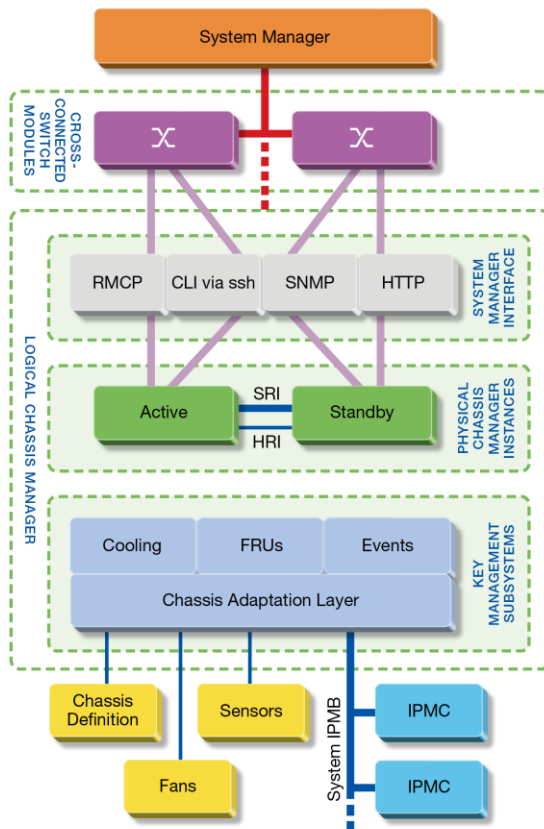 System Manager
CROSS-
CONNECTED
SWITCH
MODULES
LOGICAL CHASSIS MANAGER
RMCP
CLI via ssh
SNMP
HTTP
SYSTEM
MANAGER
INTERFACE
Active
SRI
HRI
Standby
PHYSICAL
CHASSIS
MANAGER
INSTANCES
Cooling
FRUs
Events
Chassis Adaptation Layer
KEY
MANAGEMENT
SUBSYSTEMS
Chassis
Definition
Sensors
Fans
System IPMB
IPMC
IPMC